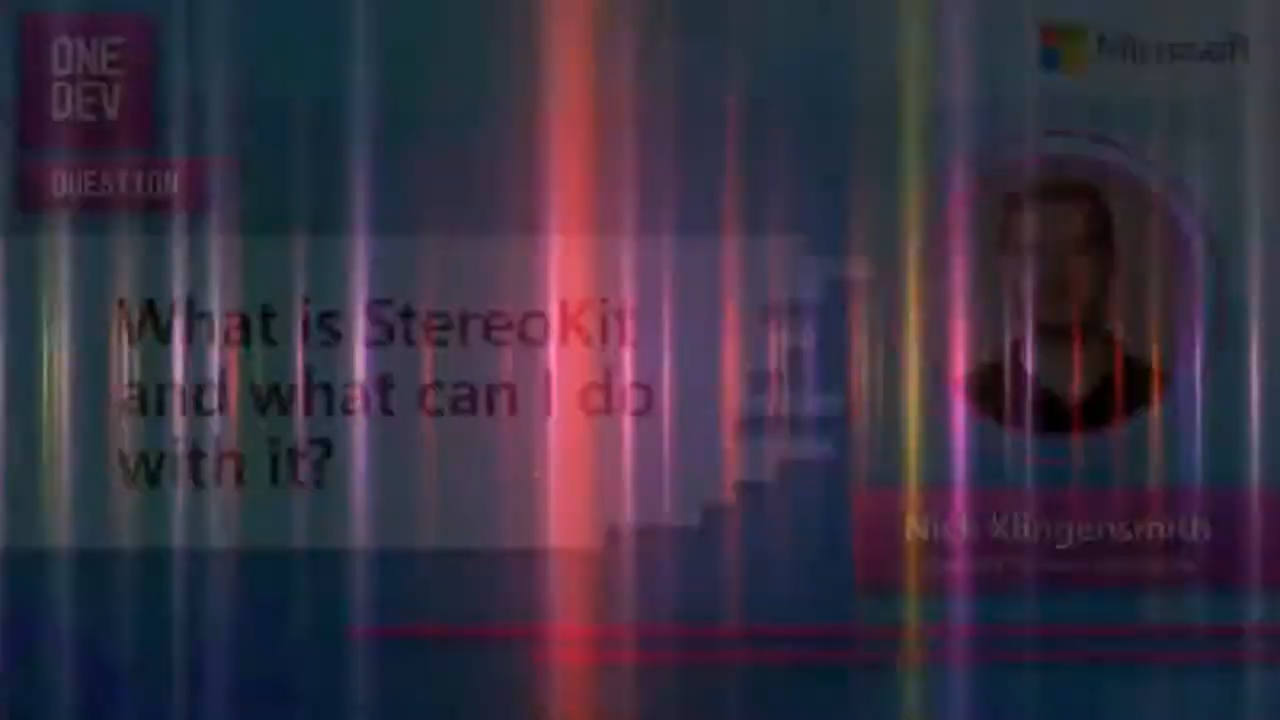 ONE
DEV
QUESTION
Microsoft
What is StereoKit
and what can I do
with it?
Nick Klingensmith